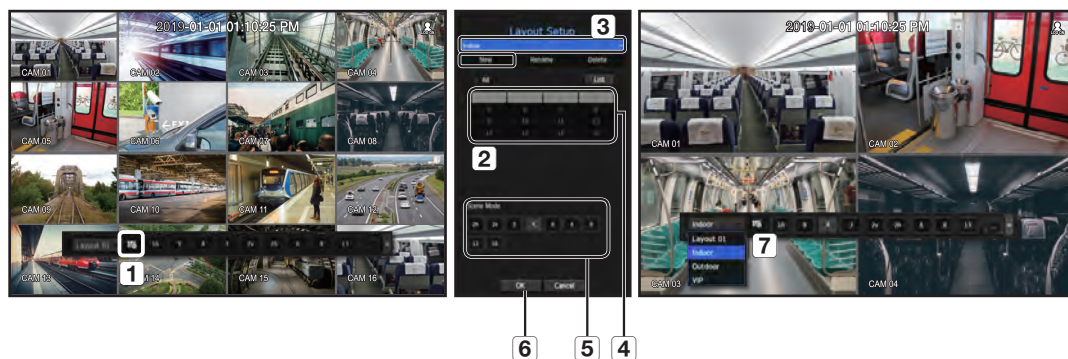 2019-01-01 01:10:25 PM
CAM 01
CAM 02
CAM 03
CAM 04
CAM 05
CAM 06
CAM 07
CAM 08
CAM 09
CAM 10
CAM 11
CAM 12
Layout 01
CAM 13
1
CAM 14
CAM 15
CAM 16
Layout Setup
3
Indoor
New
Rename
Delete
All
List
2
Scene Mode
OK
Cancel
6
5
4
2019-01-01 01:10:25 PM
CAM 01
CAM 02
Indoor
Layout 01
Indoor
Outdoor
VIP
7
CAM 03
CAM 04